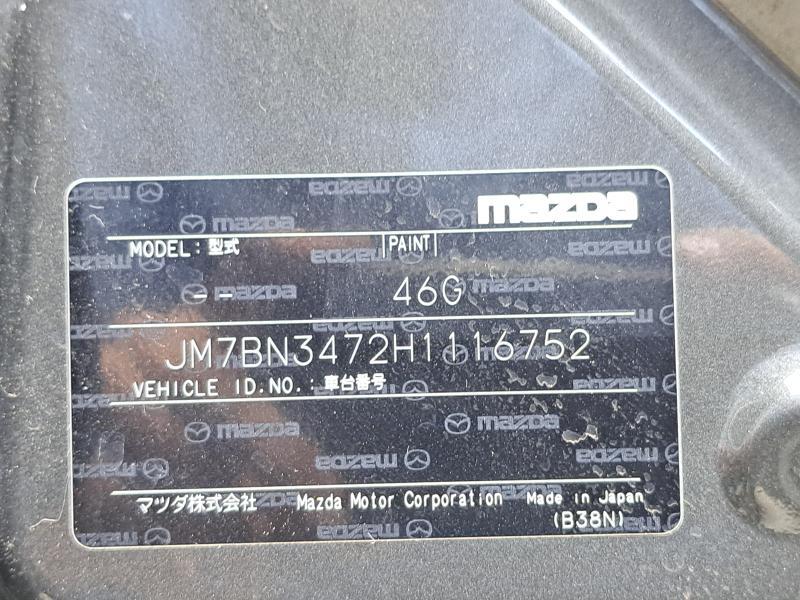 mazda
MODEL: 型式 |PAINT|
-- 46G
JM7BN3472H1116752
VEHICLE ID.NO.: 車台番号
マツダ株式会社 Mazda Motor Corporation Made in Japan
(B38N)